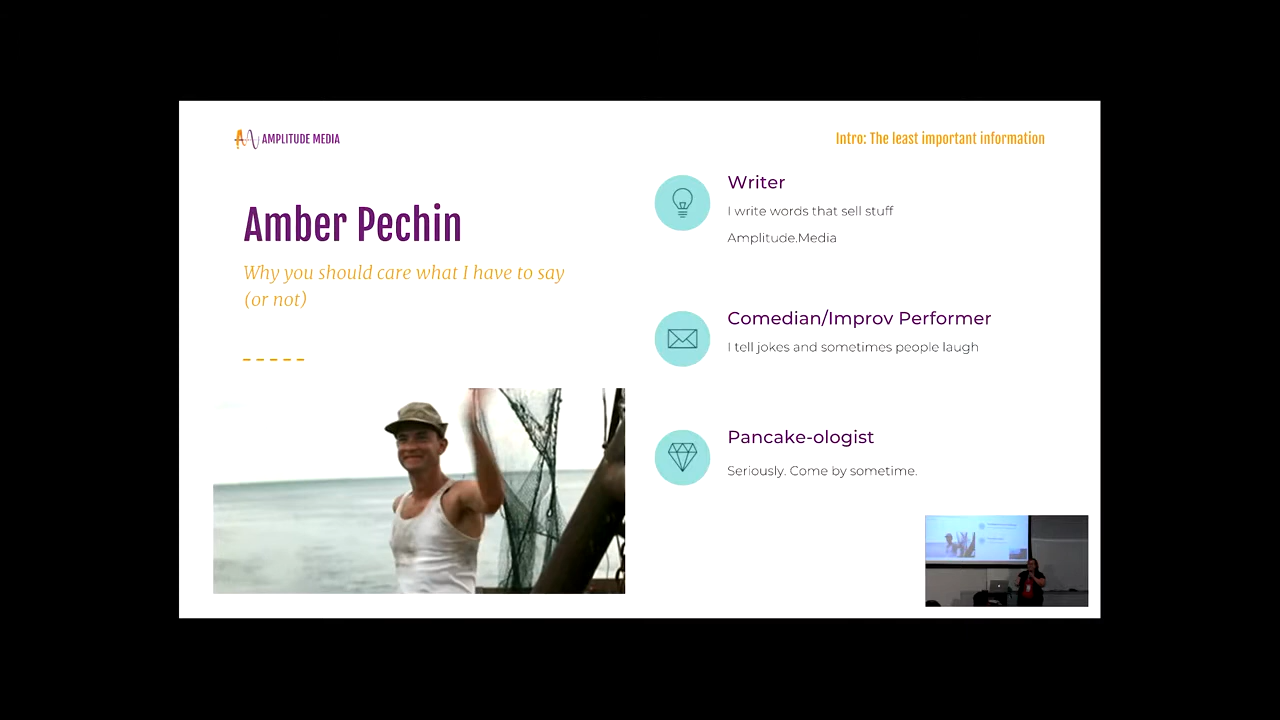 AMPLITUDE MEDIA
Intro: The least important information
Amber Pechin
Why you should care what I have to say
(or not)
Writer
I write words that sell stuff
Amplitude.Media
Comedian/Improv Performer
I tell jokes and sometimes people laugh
Pancake-ologist
Seriously. Come by sometime.